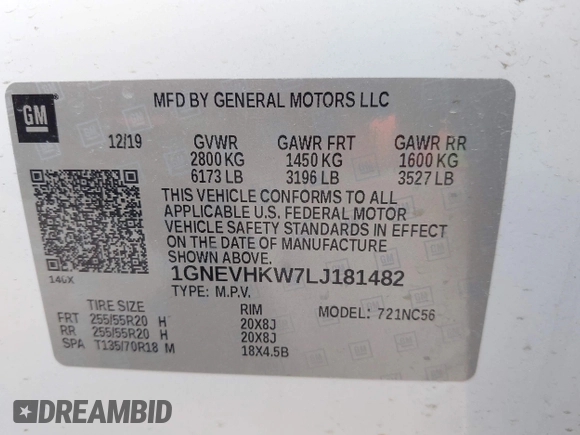 MFD BY GENERAL MOTORS LLC
GM
12/19 GVWR GAWR FRT GAWR RR
2800 KG 1450 KG 1600 KG
6173 LB 3196 LB 3527 LB
THIS VEHICLE CONFORMS TO ALL
APPLICABLE U.S. FEDERAL MOTOR
VEHICLE SAFETY STANDARDS IN EFFECT
ON THE DATE OF MANUFACTURE
SHOWN ABOVE.
1GNEVHKW7LJ181482
140X TYPE: M.P.V.
TIRE SIZE RIM MODEL: 721NC56
FRT 255/55R20 H 20X8J
RR 255/55R20 H 20X8J
SPA T135/70R18 M 18X4.5B
DREAMBID